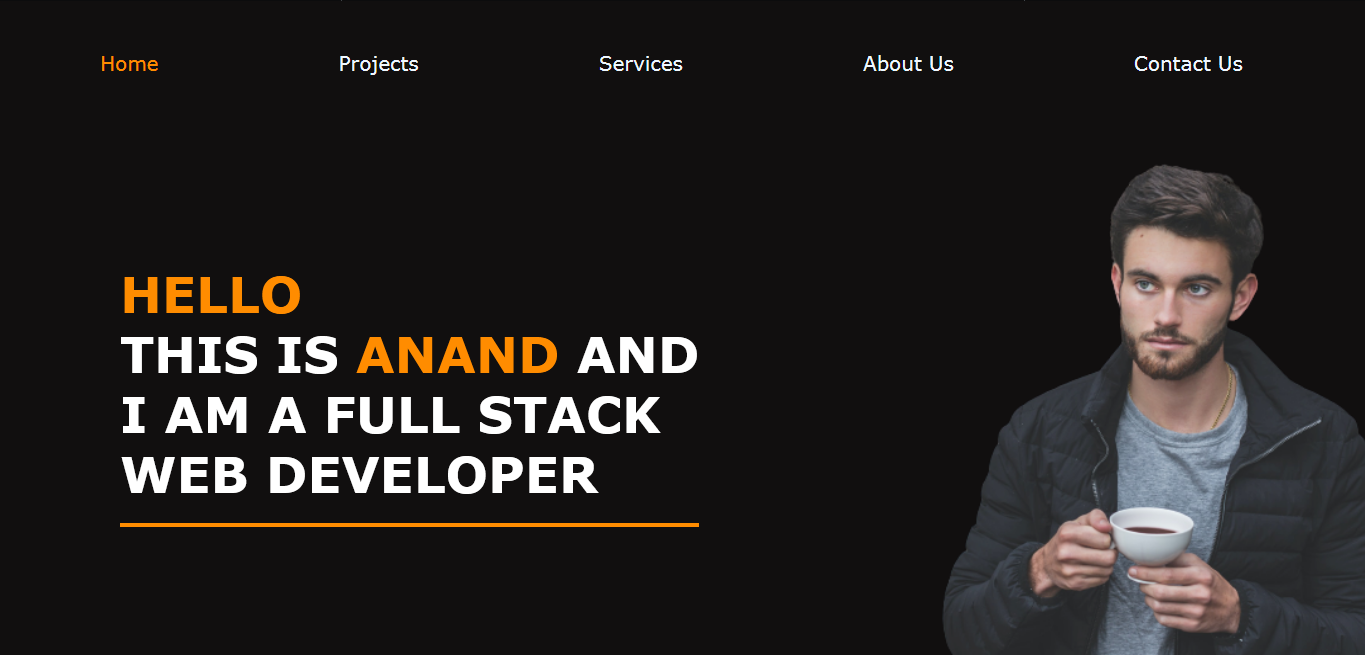 Home Projects Services About Us Contact Us
HELLO
THIS IS ANAND AND
I AM A FULL STACK
WEB DEVELOPER